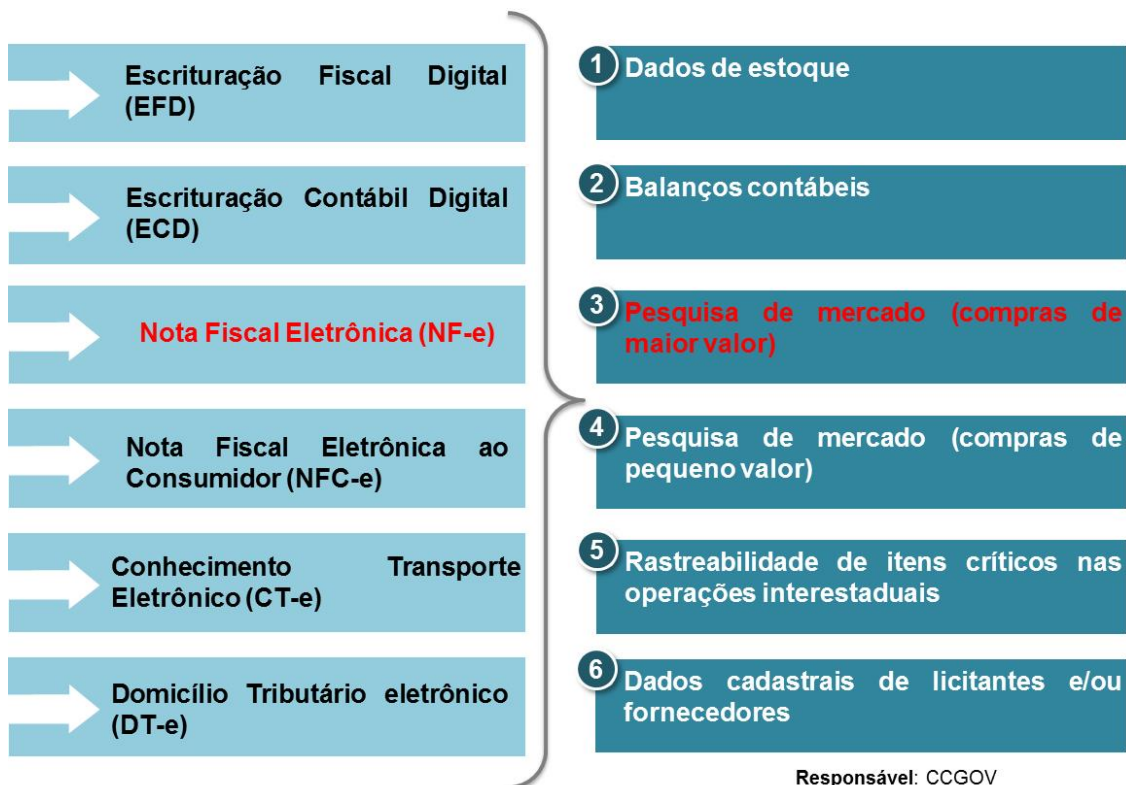 Escrituração Fiscal Digital
(EFD)
1 Dados de estoque
Escrituração Contábil Digital
(ECD)
2 Balanços contábeis
Nota Fiscal Eletrônica (NF-e)
3 Pesquisa de mercado (compras de
maior valor)
Nota Fiscal Eletrônica ao
Consumidor (NFC-e)
4 Pesquisa de mercado (compras de
pequeno valor)
Conhecimento Transporte
Eletrônico (CT-e)
5 Rastreabilidade de itens críticos nas
operações interestaduais
Domicílio Tributário eletrônico
(DT-e)
6 Dados cadastrais de licitantes e/ou
fornecedores
Responsável: CCGOV